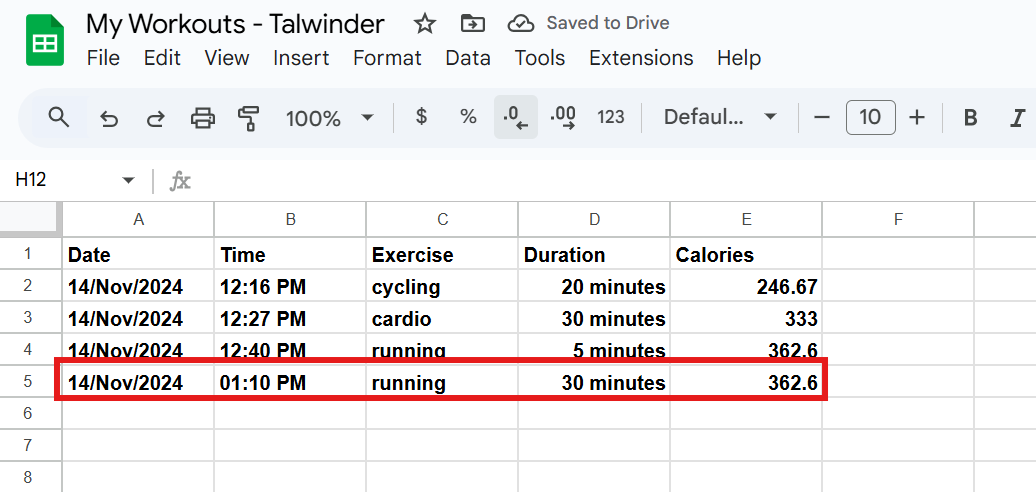 My Workouts - Talwinder Saved to Drive
File Edit View Insert Format Data Tools Extensions Help
100% $ % .0 .00 123 Defaul... − 10 + B I
H12 fx
A B C D E F
1 Date Time Exercise Duration Calories
2 14/Nov/2024 12:16 PM cycling 20 minutes 246.67
3 14/Nov/2024 12:27 PM cardio 30 minutes 333
4 14/Nov/2024 12:40 PM running 5 minutes 362.6
5 14/Nov/2024 01:10 PM running 30 minutes 362.6
6
7
8